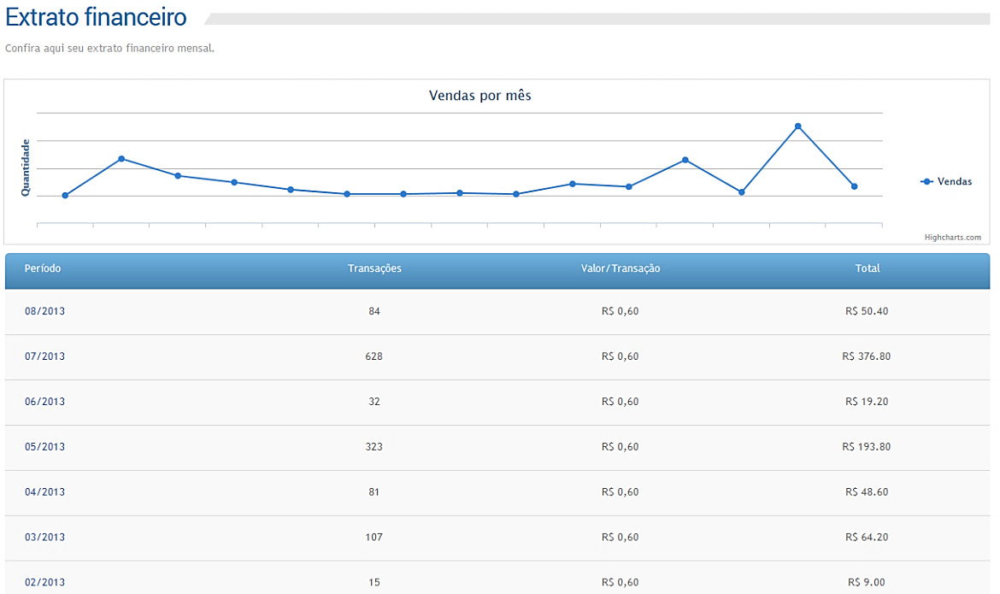 Extrato financeiro
Confira aqui seu extrato financeiro mensal.
Vendas por mês
Quantidade
Vendas
Highcharts.com
Período Transações Valor/Transação Total
08/2013 84 R$ 0,60 R$ 50.40
07/2013 628 R$ 0,60 R$ 376.80
06/2013 32 R$ 0,60 R$ 19.20
05/2013 323 R$ 0,60 R$ 193.80
04/2013 81 R$ 0,60 R$ 48.60
03/2013 107 R$ 0,60 R$ 64.20
02/2013 15 R$ 0,60 R$ 9.00